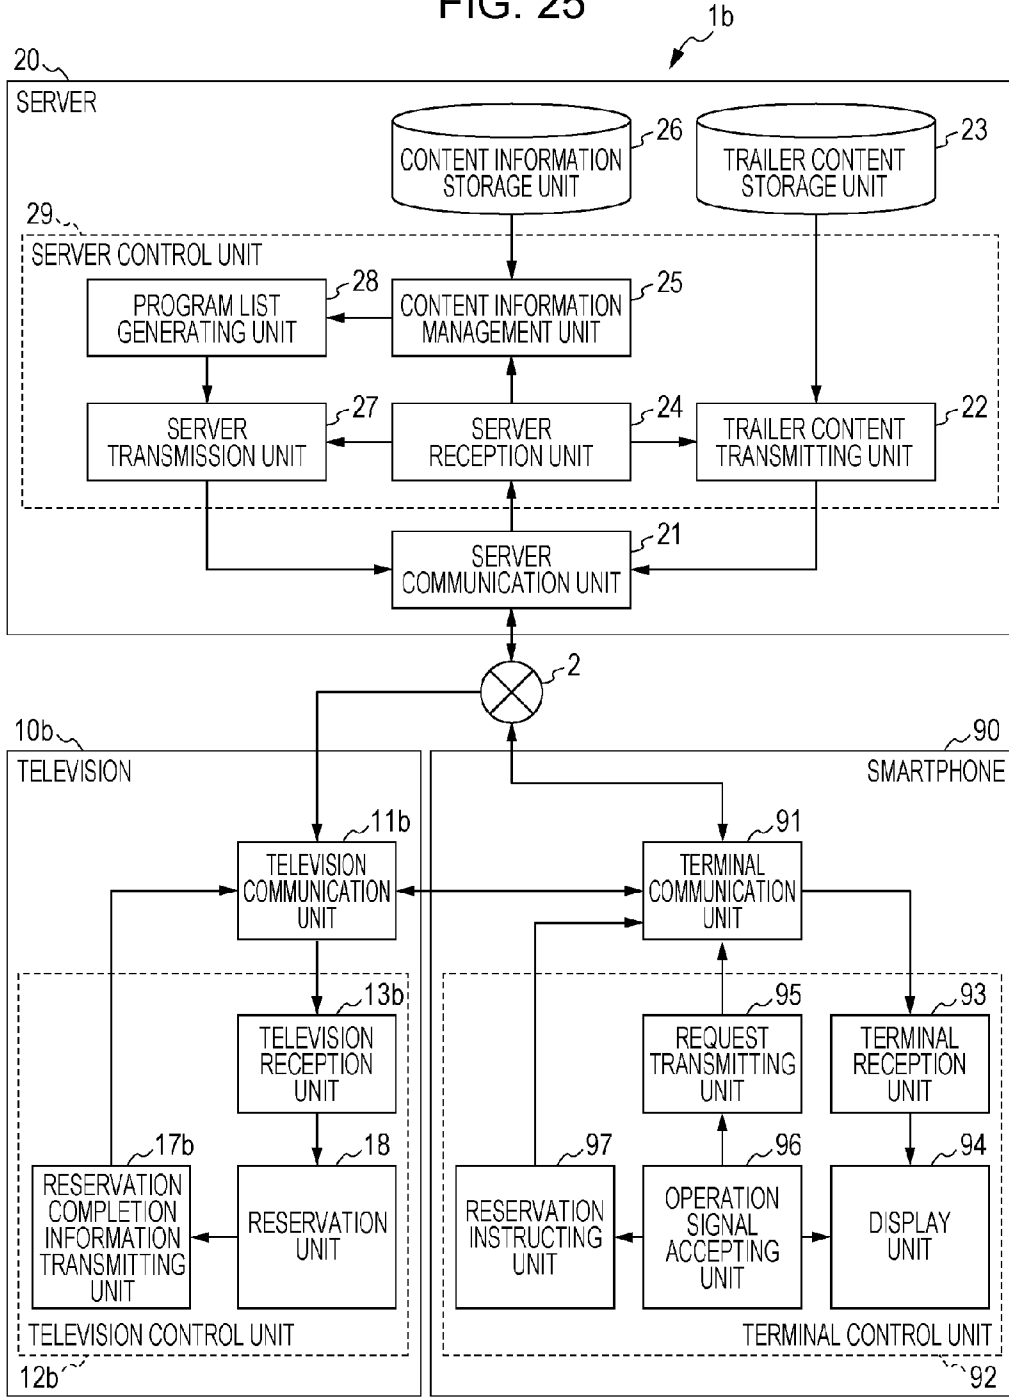 FIG. 25
1b
20
SERVER
CONTENT INFORMATION
STORAGE UNIT
26
TRAILER CONTENT
STORAGE UNIT
23
29
SERVER CONTROL UNIT
PROGRAM LIST
GENERATING UNIT
28
CONTENT INFORMATION
MANAGEMENT UNIT
25
SERVER
TRANSMISSION UNIT
27
SERVER
RECEPTION UNIT
24
TRAILER CONTENT
TRANSMITTING UNIT
22
SERVER
COMMUNICATION UNIT
21
2
10b
TELEVISION
90
SMARTPHONE
11b
TELEVISION
COMMUNICATION
UNIT
91
TERMINAL
COMMUNICATION
UNIT
13b
TELEVISION
RECEPTION
UNIT
95
REQUEST
TRANSMITTING
UNIT
93
TERMINAL
RECEPTION
UNIT
17b
RESERVATION
COMPLETION
INFORMATION
TRANSMITTING
UNIT
18
RESERVATION
UNIT
97
RESERVATION
INSTRUCTING
UNIT
96
OPERATION
SIGNAL
ACCEPTING
UNIT
94
DISPLAY
UNIT
TELEVISION CONTROL UNIT
12b
TERMINAL CONTROL UNIT
92